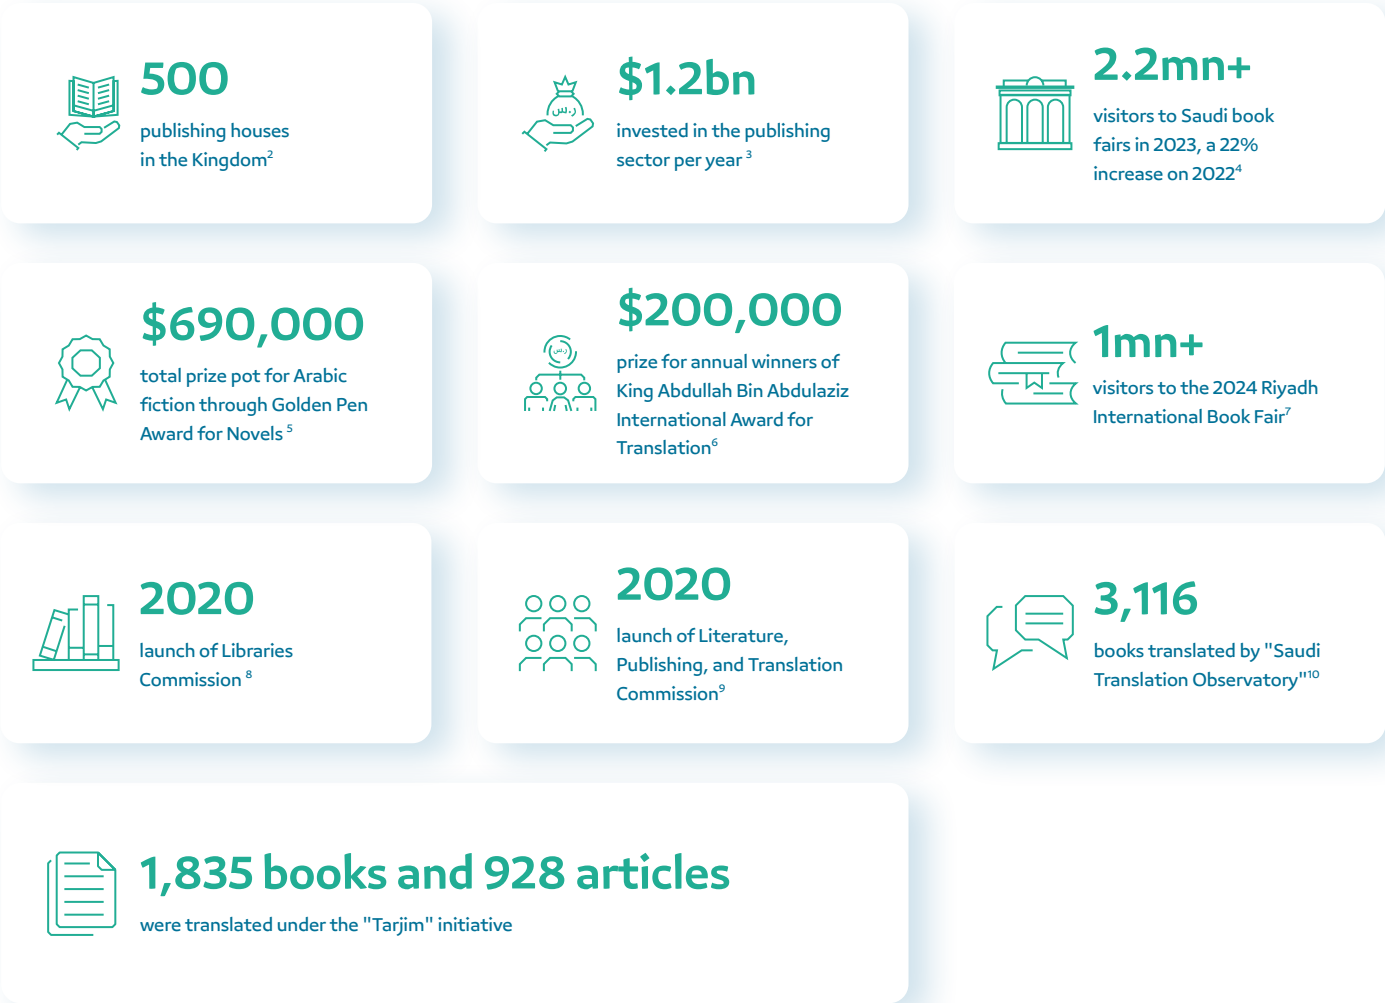 500
publishing houses
in the Kingdom²
$1.2bn
invested in the publishing
sector per year ³
ر.س
2.2mn+
visitors to Saudi book
fairs in 2023, a 22%
increase on 2022⁴
$690,000
total prize pot for Arabic
fiction through Golden Pen
Award for Novels ⁵
$200,000
prize for annual winners of
King Abdullah Bin Abdulaziz
International Award for
Translation⁶
ر.س
1mn+
visitors to the 2024 Riyadh
International Book Fair⁷
2020
launch of Libraries
Commission ⁸
2020
launch of Literature,
Publishing, and Translation
Commission⁹
3,116
books translated by "Saudi
Translation Observatory"¹⁰
1,835 books and 928 articles
were translated under the "Tarjim" initiative